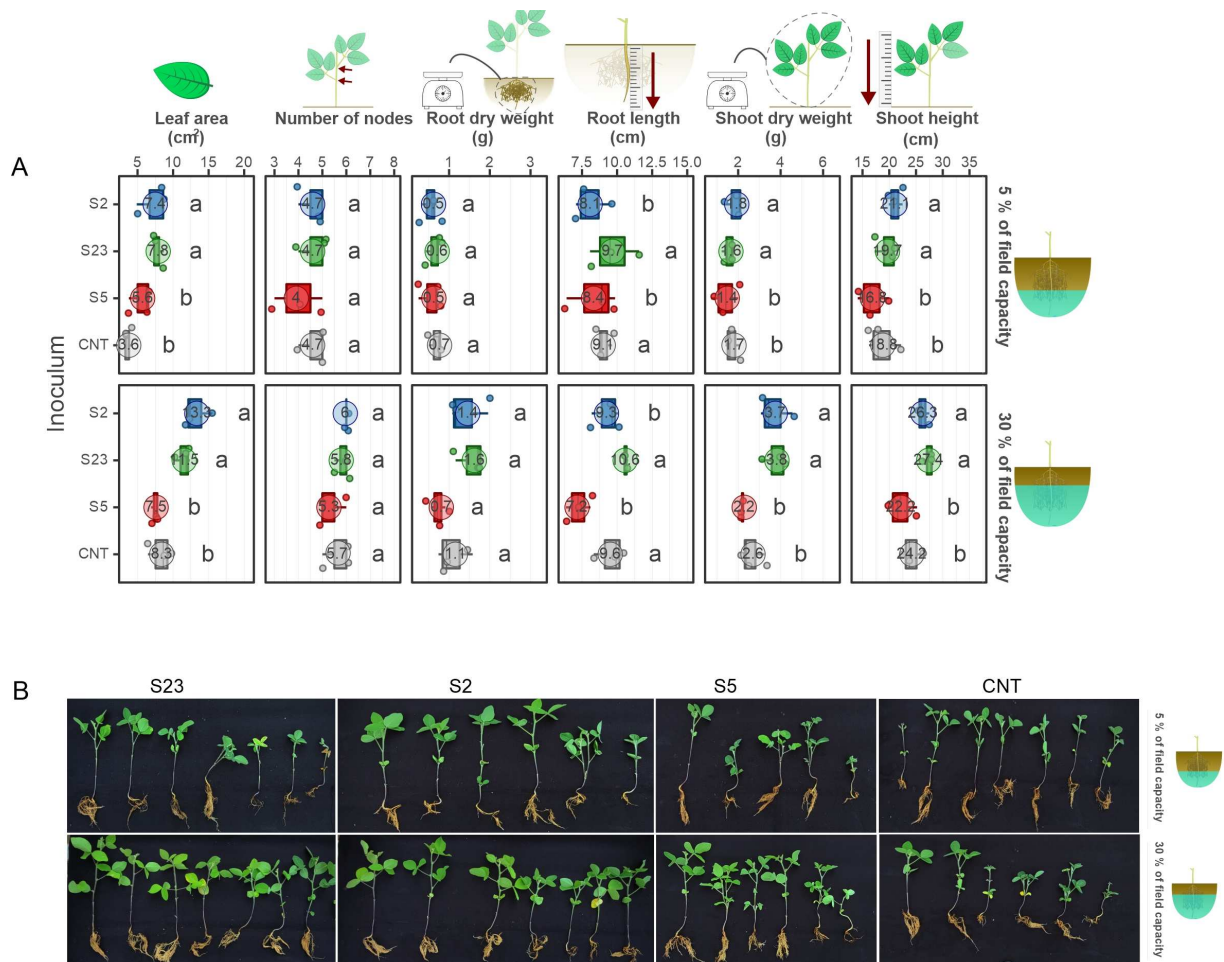 Leaf area Number of nodes Root dry weight Root length Shoot dry weight Shoot height
(cm²) (g) (cm) (g) (cm)
5 10 15 20 3 4 5 6 7 8 1 2 3 7.5 10.0 12.5 15.0 2 4 6 15 20 25 30 35
A
S2 7.4 a 4.7 a 0.5 a 8.1 b 1.8 a 21.1 a
S23 7.8 a 4.7 a 0.6 a 9.7 a 1.6 a 19.7 a
S5 5.6 b 4 a 0.5 a 8.4 b 1.4 b 16.8 b
CNT 3.6 b 4.7 a 0.7 a 9.1 a 1.7 b 18.8 b
5 % of field capacity
Inoculum
S2 13.3 a 6 a 1.4 a 9.3 b 3.7 a 26.3 a
S23 11.5 a 5.8 a 1.6 a 10.6 a 3.8 a 27.4 a
S5 7.5 b 5.3 a 0.7 a 7.2 b 2.2 b 22.2 b
CNT 8.3 b 5.7 a 1.1 a 9.6 a 2.6 b 24.2 b
30 % of field capacity
B
S23 S2 S5 CNT
5 % of field capacity
30 % of field capacity